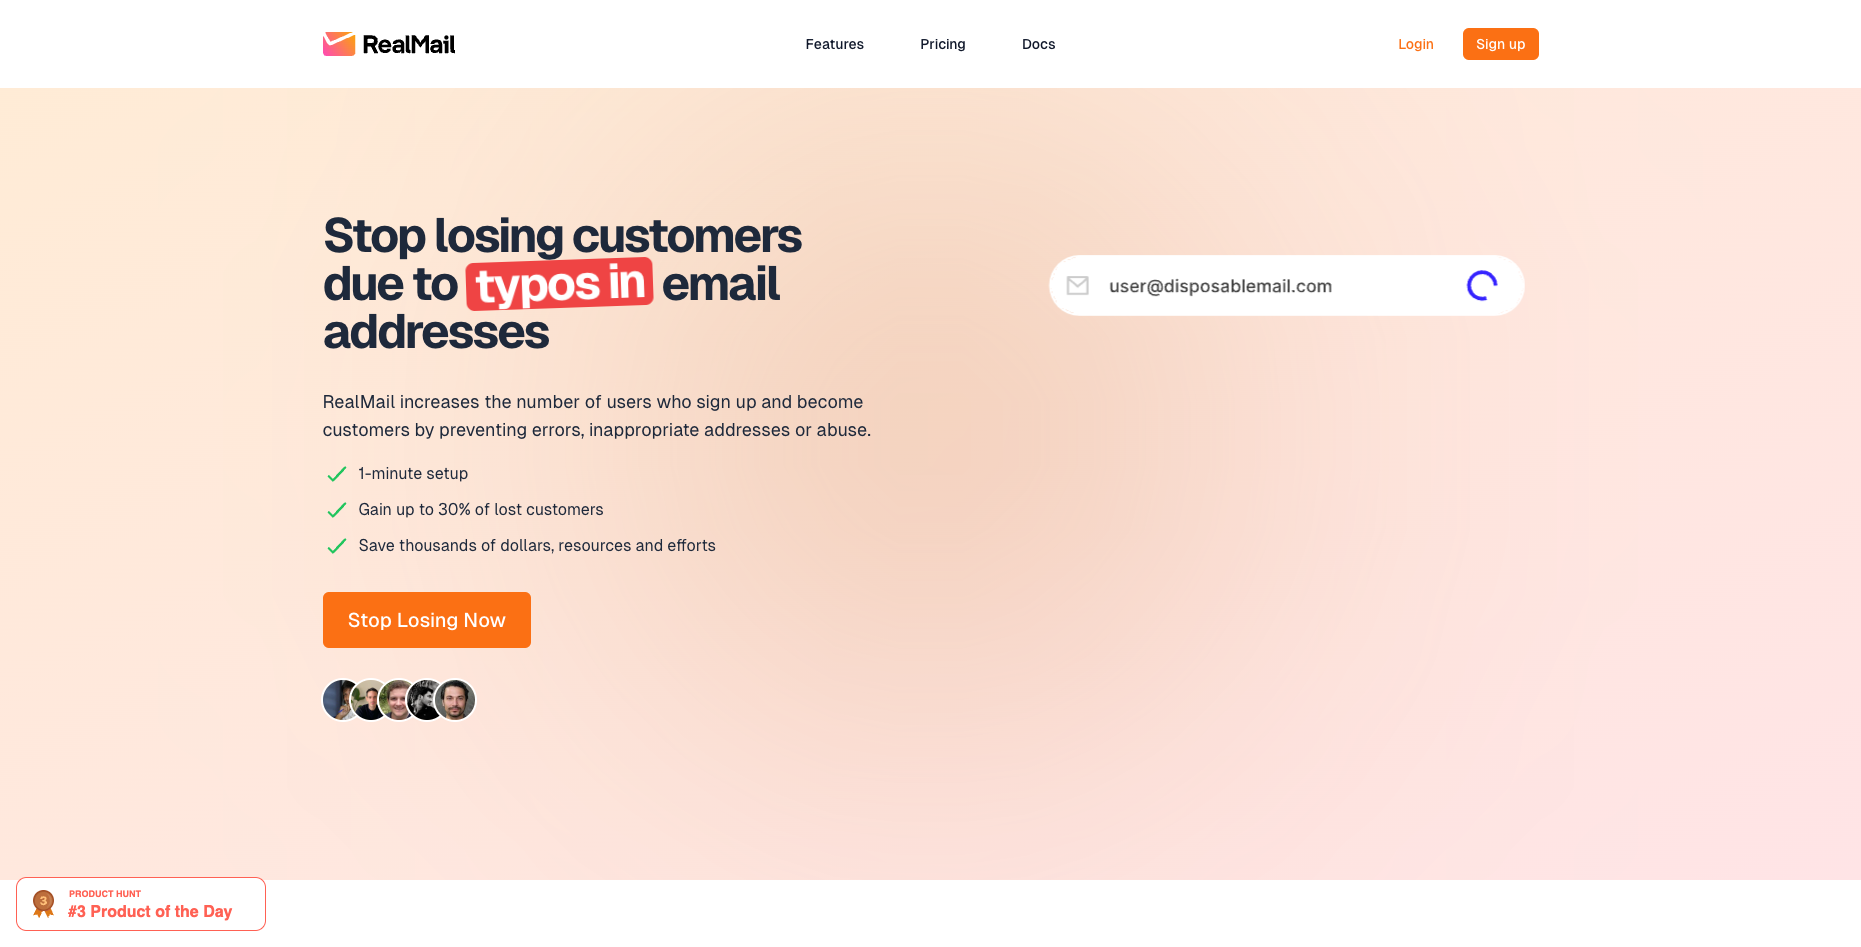 RealMail
Features
Pricing
Docs
Login
Sign up
Stop losing customers
due to typos in email
addresses
RealMail increases the number of users who sign up and become
customers by preventing errors, inappropriate addresses or abuse.
1-minute setup
Gain up to 30% of lost customers
Save thousands of dollars, resources and efforts
Stop Losing Now
user@disposablemail.com
3
PRODUCT HUNT
#3 Product of the Day